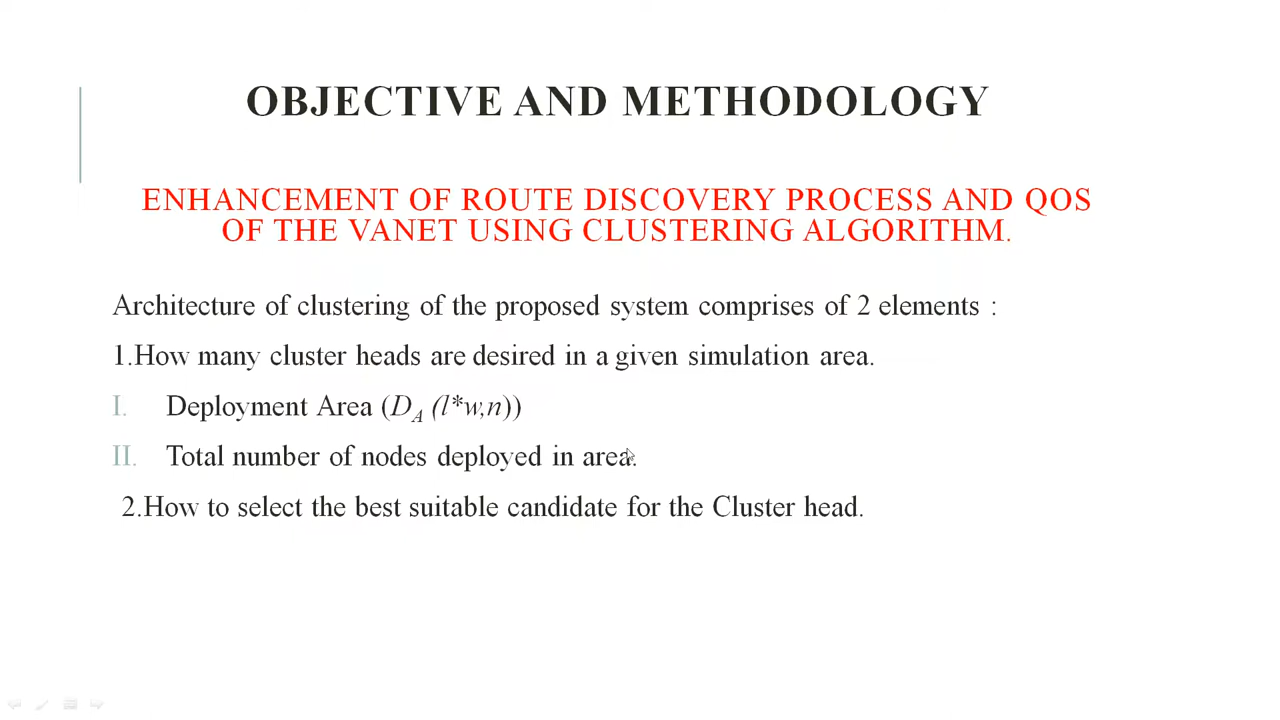 OBJECTIVE AND METHODOLOGY
ENHANCEMENT OF ROUTE DISCOVERY PROCESS AND QOS
OF THE VANET USING CLUSTERING ALGORITHM.
Architecture of clustering of the proposed system comprises of 2 elements :
1.How many cluster heads are desired in a given simulation area.
I. Deployment Area (D_A (l*w,n))
II. Total number of nodes deployed in area.
2.How to select the best suitable candidate for the Cluster head.